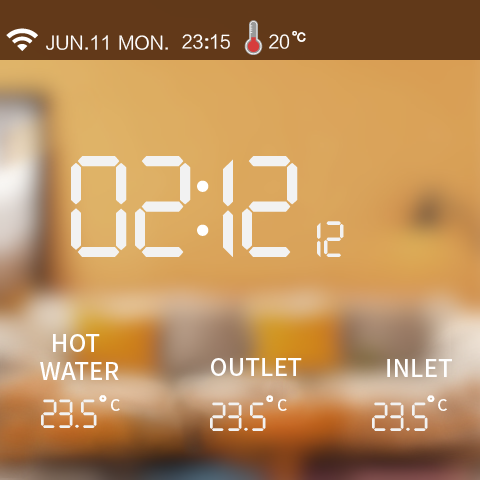 JUN.11 MON. 23:15 20℃
02:12 12
HOT
WATER
OUTLET
INLET
23.5°C
23.5°C
23.5°C